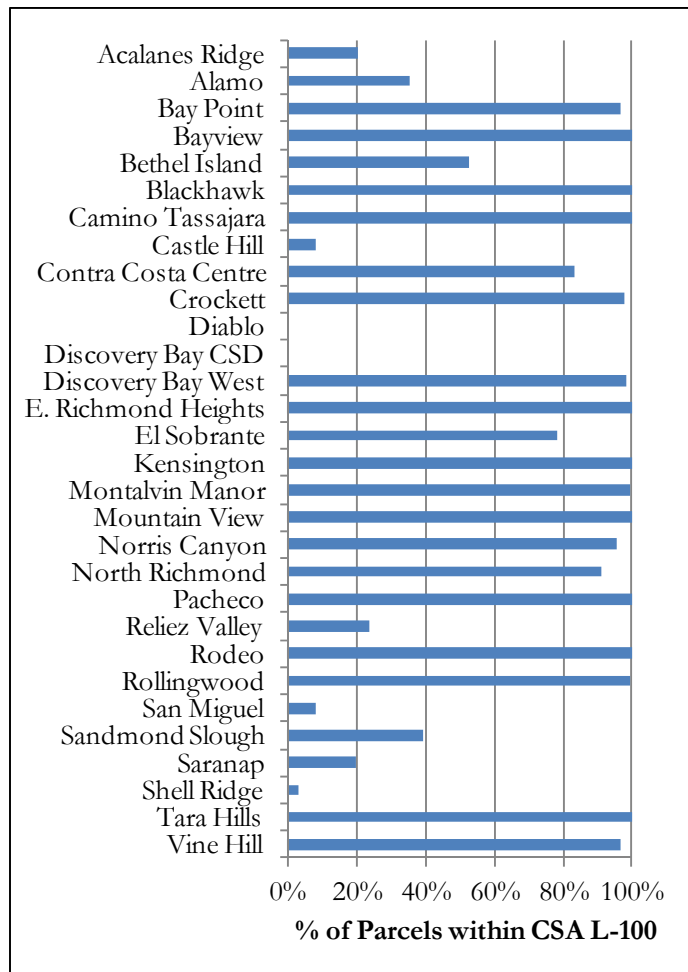 Acalanes Ridge
Alamo
Bay Point
Bayview
Bethel Island
Blackhawk
Camino Tassajara
Castle Hill
Contra Costa Centre
Crockett
Diablo
Discovery Bay CSD
Discovery Bay West
E. Richmond Heights
El Sobrante
Kensington
Montalvin Manor
Mountain View
Norris Canyon
North Richmond
Pacheco
Reliez Valley
Rodeo
Rollingwood
San Miguel
Sandmond Slough
Saranap
Shell Ridge
Tara Hills
Vine Hill
0% 20% 40% 60% 80% 100%
% of Parcels within CSA L-100